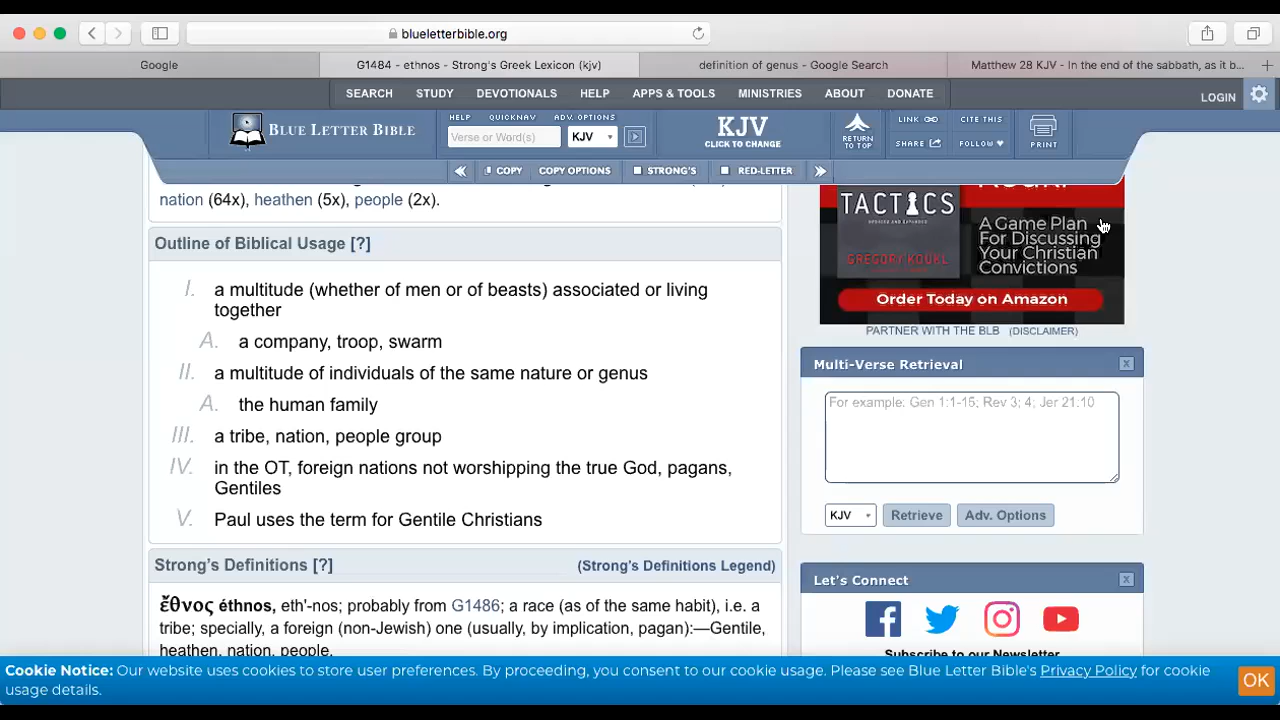 blueletterbible.org
Google
G1484 - ethnos - Strong's Greek Lexicon (kjv)
definition of genus - Google Search
Matthew 28 KJV - In the end of the sabbath, as it b...
SEARCH STUDY DEVOTIONALS HELP APPS & TOOLS MINISTRIES ABOUT DONATE
LOGIN
BLUE LETTER BIBLE
HELP QUICKNAV ADV. OPTIONS
Verse or Word(s)
KJV
KJV
CLICK TO CHANGE
RETURN
TO TOP
LINK CITE THIS
SHARE FOLLOW
PRINT
COPY COPY OPTIONS STRONG'S RED-LETTER
nation (64x), heathen (5x), people (2x).
Outline of Biblical Usage [?]
I. a multitude (whether of men or of beasts) associated or living
together
A. a company, troop, swarm
II. a multitude of individuals of the same nature or genus
A. the human family
III. a tribe, nation, people group
IV. in the OT, foreign nations not worshipping the true God, pagans,
Gentiles
V. Paul uses the term for Gentile Christians
Strong's Definitions [?]
(Strong's Definitions Legend)
ἔθνος éthnos, eth'-nos; probably from G1486; a race (as of the same habit), i.e. a
tribe; specially, a foreign (non-Jewish) one (usually, by implication, pagan):—Gentile,
heathen, nation, people.
TACTICS
GREGORY KOUKL
A Game Plan
For Discussing
Your Christian
Convictions
Order Today on Amazon
PARTNER WITH THE BLB (DISCLAIMER)
Multi-Verse Retrieval
x
For example: Gen 1:1-15; Rev 3; 4; Jer 21:10
KJV
Retrieve
Adv. Options
Let's Connect
x
Subscribe to our Newsletter
Cookie Notice: Our website uses cookies to store user preferences. By proceeding, you consent to our cookie usage. Please see Blue Letter Bible's Privacy Policy for cookie
usage details.
OK